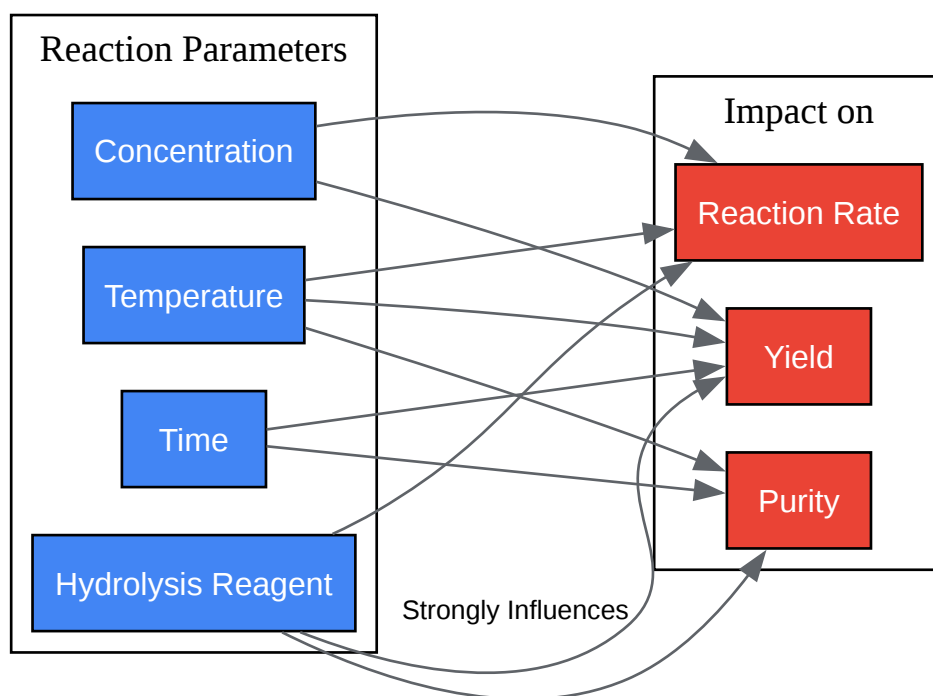 Reaction Parameters
Concentration
Temperature
Time
Hydrolysis Reagent
Strongly Influences
Impact on
Reaction Rate
Yield
Purity